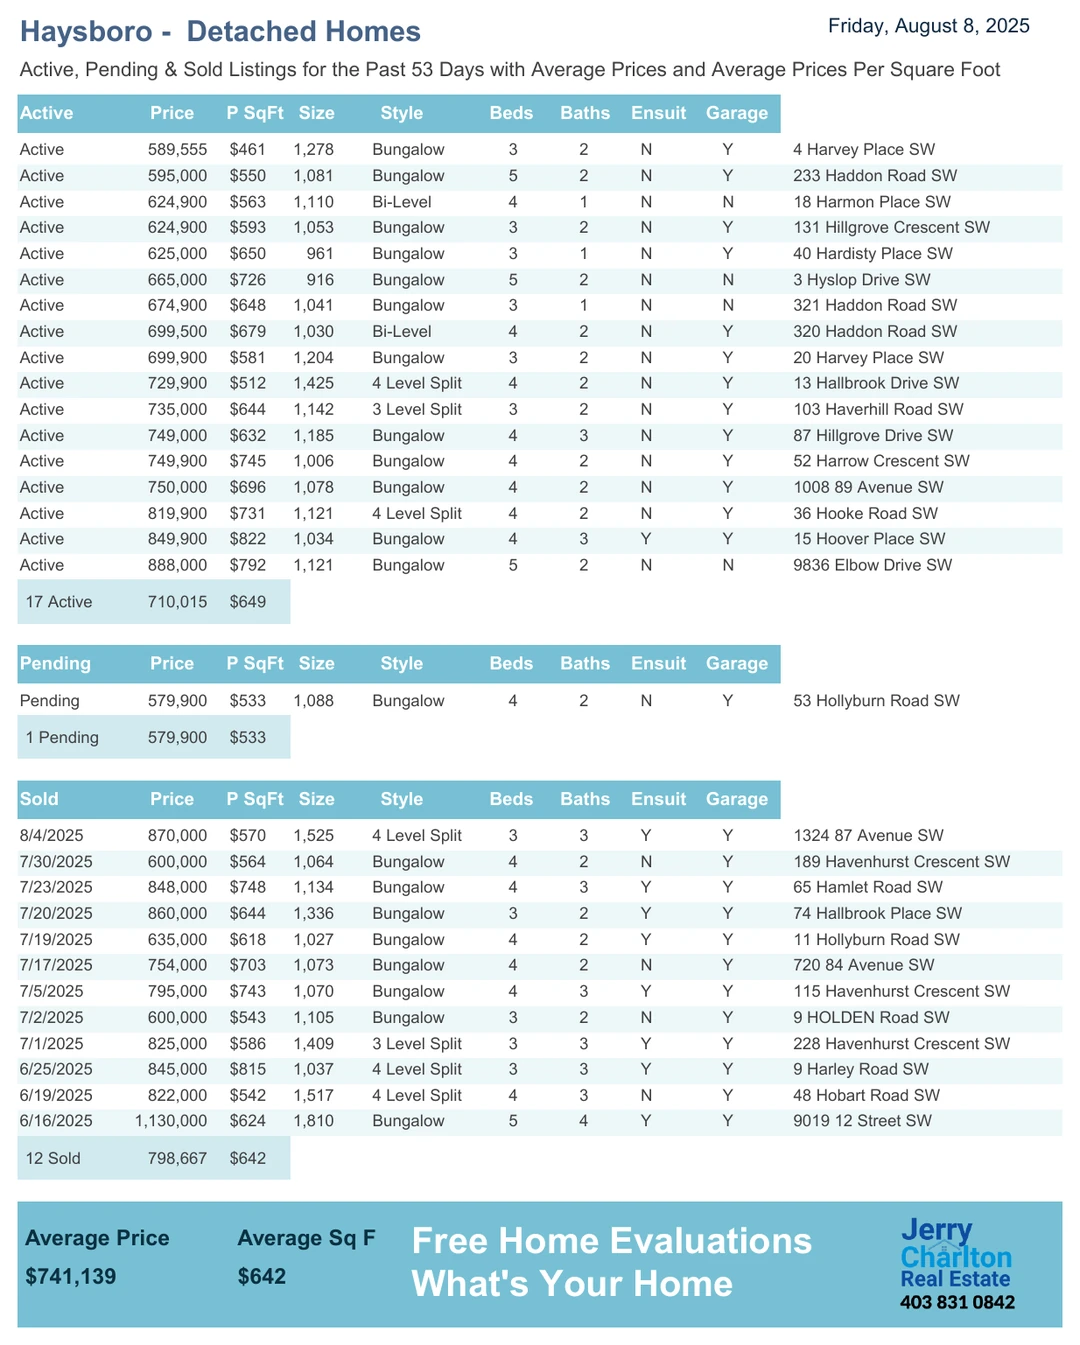 Haysboro - Detached Homes
Friday, August 8, 2025
Active, Pending & Sold Listings for the Past 53 Days with Average Prices and Average Prices Per Square Foot
Active Price P SqFt Size Style Beds Baths Ensuit Garage
Active 589,555 $461 1,278 Bungalow 3 2 N Y 4 Harvey Place SW
Active 595,000 $550 1,081 Bungalow 5 2 N Y 233 Haddon Road SW
Active 624,900 $563 1,110 Bi-Level 4 1 N N 18 Harmon Place SW
Active 624,900 $593 1,053 Bungalow 3 2 N Y 131 Hillgrove Crescent SW
Active 625,000 $650 961 Bungalow 3 1 N Y 40 Hardisty Place SW
Active 665,000 $726 916 Bungalow 5 2 N N 3 Hyslop Drive SW
Active 674,900 $648 1,041 Bungalow 3 1 N N 321 Haddon Road SW
Active 699,500 $679 1,030 Bi-Level 4 2 N Y 320 Haddon Road SW
Active 699,900 $581 1,204 Bungalow 3 2 N Y 20 Harvey Place SW
Active 729,900 $512 1,425 4 Level Split 4 2 N Y 13 Hallbrook Drive SW
Active 735,000 $644 1,142 3 Level Split 3 2 N Y 103 Haverhill Road SW
Active 749,000 $632 1,185 Bungalow 4 3 N Y 87 Hillgrove Drive SW
Active 749,900 $745 1,006 Bungalow 4 2 N Y 52 Harrow Crescent SW
Active 750,000 $696 1,078 Bungalow 4 2 N Y 1008 89 Avenue SW
Active 819,900 $731 1,121 4 Level Split 4 2 N Y 36 Hooke Road SW
Active 849,900 $822 1,034 Bungalow 4 3 Y Y 15 Hoover Place SW
Active 888,000 $792 1,121 Bungalow 5 2 N N 9836 Elbow Drive SW
17 Active 710,015 $649
Pending Price P SqFt Size Style Beds Baths Ensuit Garage
Pending 579,900 $533 1,088 Bungalow 4 2 N Y 53 Hollyburn Road SW
1 Pending 579,900 $533
Sold Price P SqFt Size Style Beds Baths Ensuit Garage
8/4/2025 870,000 $570 1,525 4 Level Split 3 3 Y Y 1324 87 Avenue SW
7/30/2025 600,000 $564 1,064 Bungalow 4 2 N Y 189 Havenhurst Crescent SW
7/23/2025 848,000 $748 1,134 Bungalow 4 3 Y Y 65 Hamlet Road SW
7/20/2025 860,000 $644 1,336 Bungalow 3 2 Y Y 74 Hallbrook Place SW
7/19/2025 635,000 $618 1,027 Bungalow 4 2 Y Y 11 Hollyburn Road SW
7/17/2025 754,000 $703 1,073 Bungalow 4 2 N Y 720 84 Avenue SW
7/5/2025 795,000 $743 1,070 Bungalow 4 3 Y Y 115 Havenhurst Crescent SW
7/2/2025 600,000 $543 1,105 Bungalow 3 2 N Y 9 HOLDEN Road SW
7/1/2025 825,000 $586 1,409 3 Level Split 3 3 Y Y 228 Havenhurst Crescent SW
6/25/2025 845,000 $815 1,037 4 Level Split 3 3 Y Y 9 Harley Road SW
6/19/2025 822,000 $542 1,517 4 Level Split 4 3 N Y 48 Hobart Road SW
6/16/2025 1,130,000 $624 1,810 Bungalow 5 4 Y Y 9019 12 Street SW
12 Sold 798,667 $642
Average Price Average Sq F
$741,139 $642
Free Home Evaluations
What's Your Home
Jerry
Charlton
Real Estate
403 831 0842